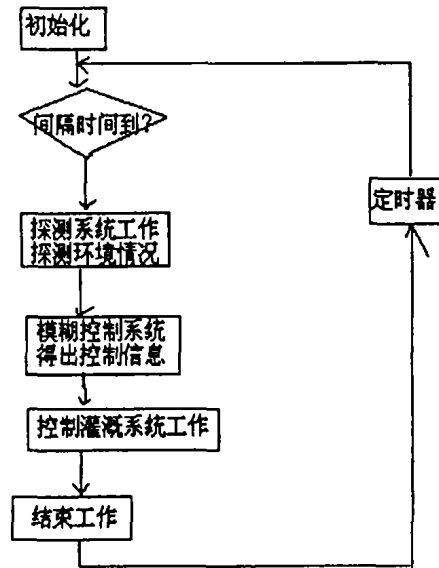 初始化
间隔时间到?
定时器
探测系统工作
探测环境情况
模糊控制系统
得出控制信息
控制灌溉系统工作
结束工作